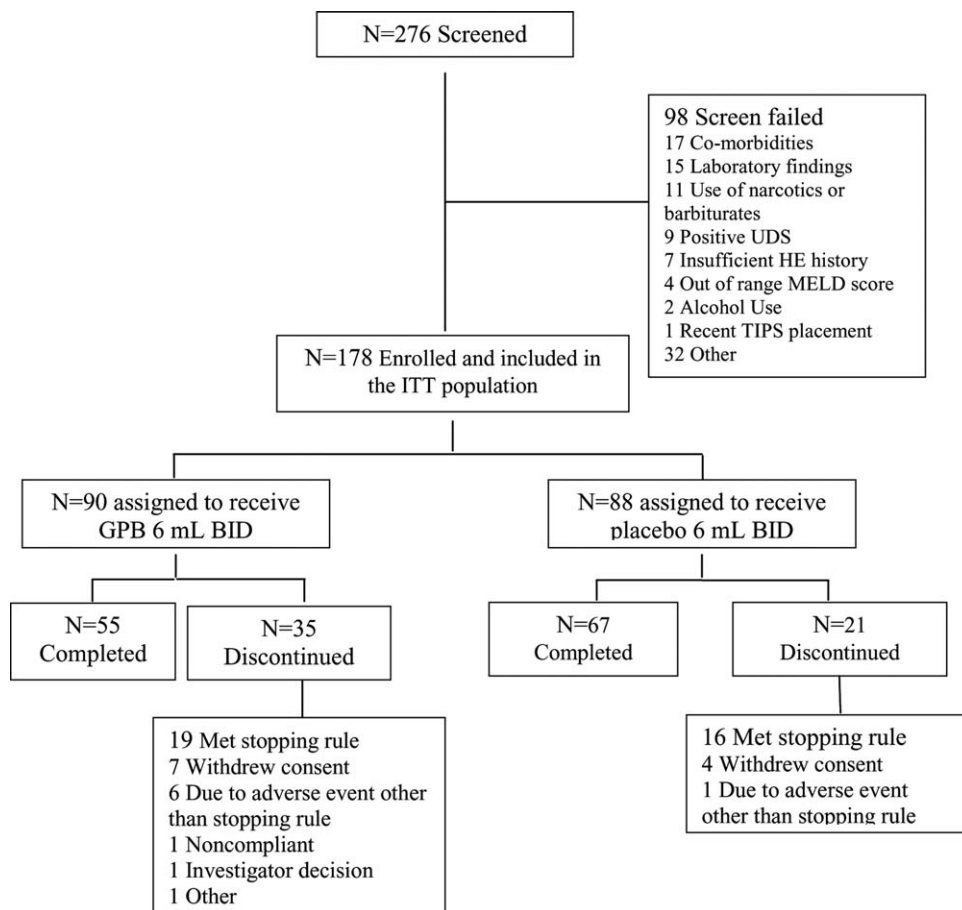 N=276 Screened
98 Screen failed
17 Co-morbidities
15 Laboratory findings
11 Use of narcotics or
barbiturates
9 Positive UDS
7 Insufficient HE history
4 Out of range MELD score
2 Alcohol Use
1 Recent TIPS placement
32 Other
N=178 Enrolled and included in
the ITT population
N=90 assigned to receive
GPB 6 mL BID
N=88 assigned to receive
placebo 6 mL BID
N=55
Completed
N=35
Discontinued
N=67
Completed
N=21
Discontinued
19 Met stopping rule
7 Withdrew consent
6 Due to adverse event other
than stopping rule
1 Noncompliant
1 Investigator decision
1 Other
16 Met stopping rule
4 Withdrew consent
1 Due to adverse event
other than stopping rule